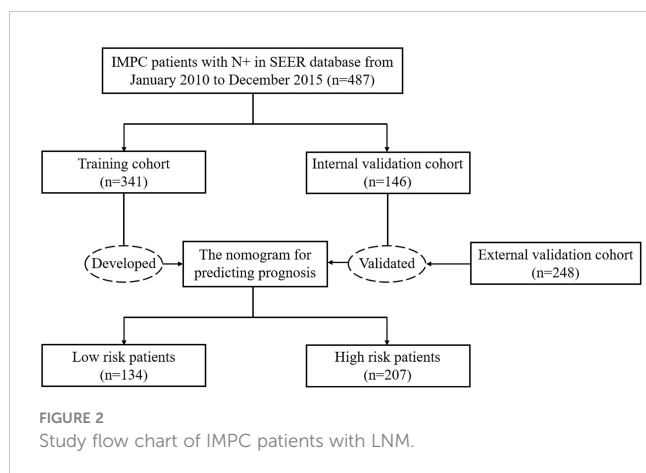 IMPC patients with N+ in SEER database from
January 2010 to December 2015 (n=487)
Training cohort
(n=341)
Internal validation cohort
(n=146)
Developed
The nomogram for
predicting prognosis
Validated
External validation cohort
(n=248)
Low risk patients
(n=134)
High risk patients
(n=207)
FIGURE 2
Study flow chart of IMPC patients with LNM.